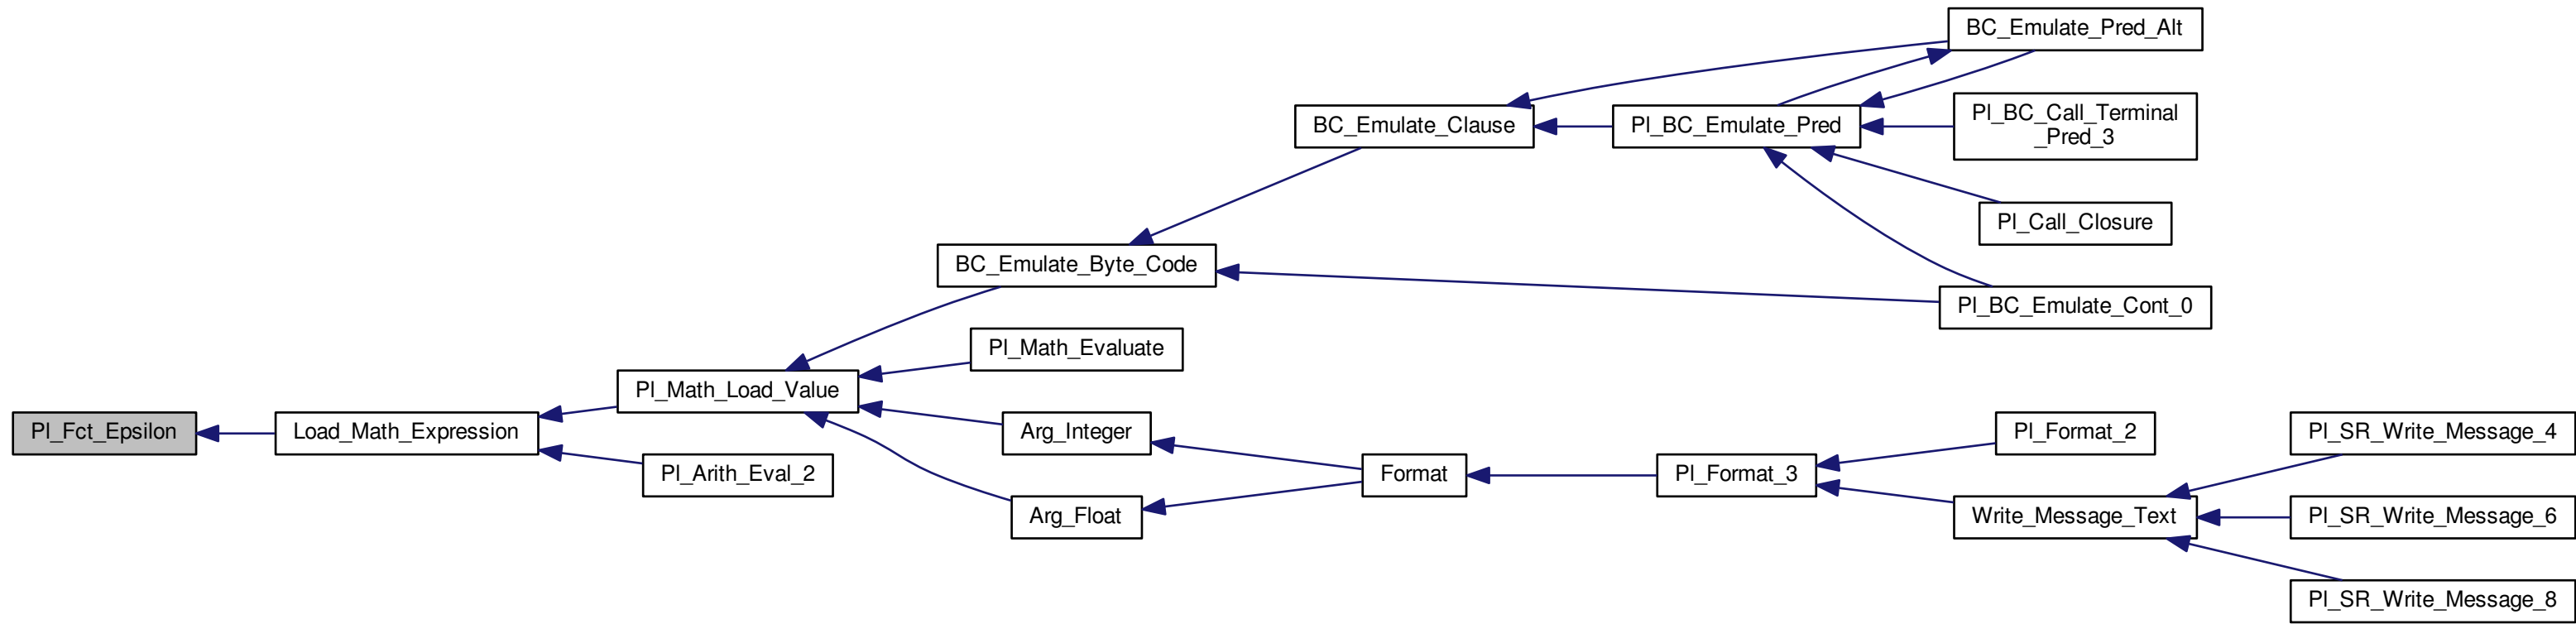 BC_Emulate_Pred_Alt
BC_Emulate_Clause
Pl_BC_Emulate_Pred
Pl_BC_Call_Terminal
_Pred_3
Pl_Call_Closure
BC_Emulate_Byte_Code
Pl_BC_Emulate_Cont_0
Pl_Math_Evaluate
Pl_Math_Load_Value
Pl_Fct_Epsilon
Load_Math_Expression
Arg_Integer
Pl_Format_2
Pl_SR_Write_Message_4
Pl_Arith_Eval_2
Format
Pl_Format_3
Arg_Float
Write_Message_Text
Pl_SR_Write_Message_6
Pl_SR_Write_Message_8